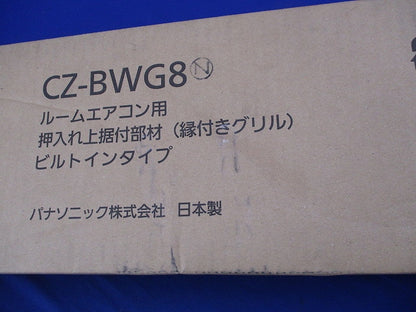 CZ-BWG8 N
ルームエアコン用
押入れ上据付部材（縁付きグリル）
ビルトインタイプ
パナソニック株式会社 日本製